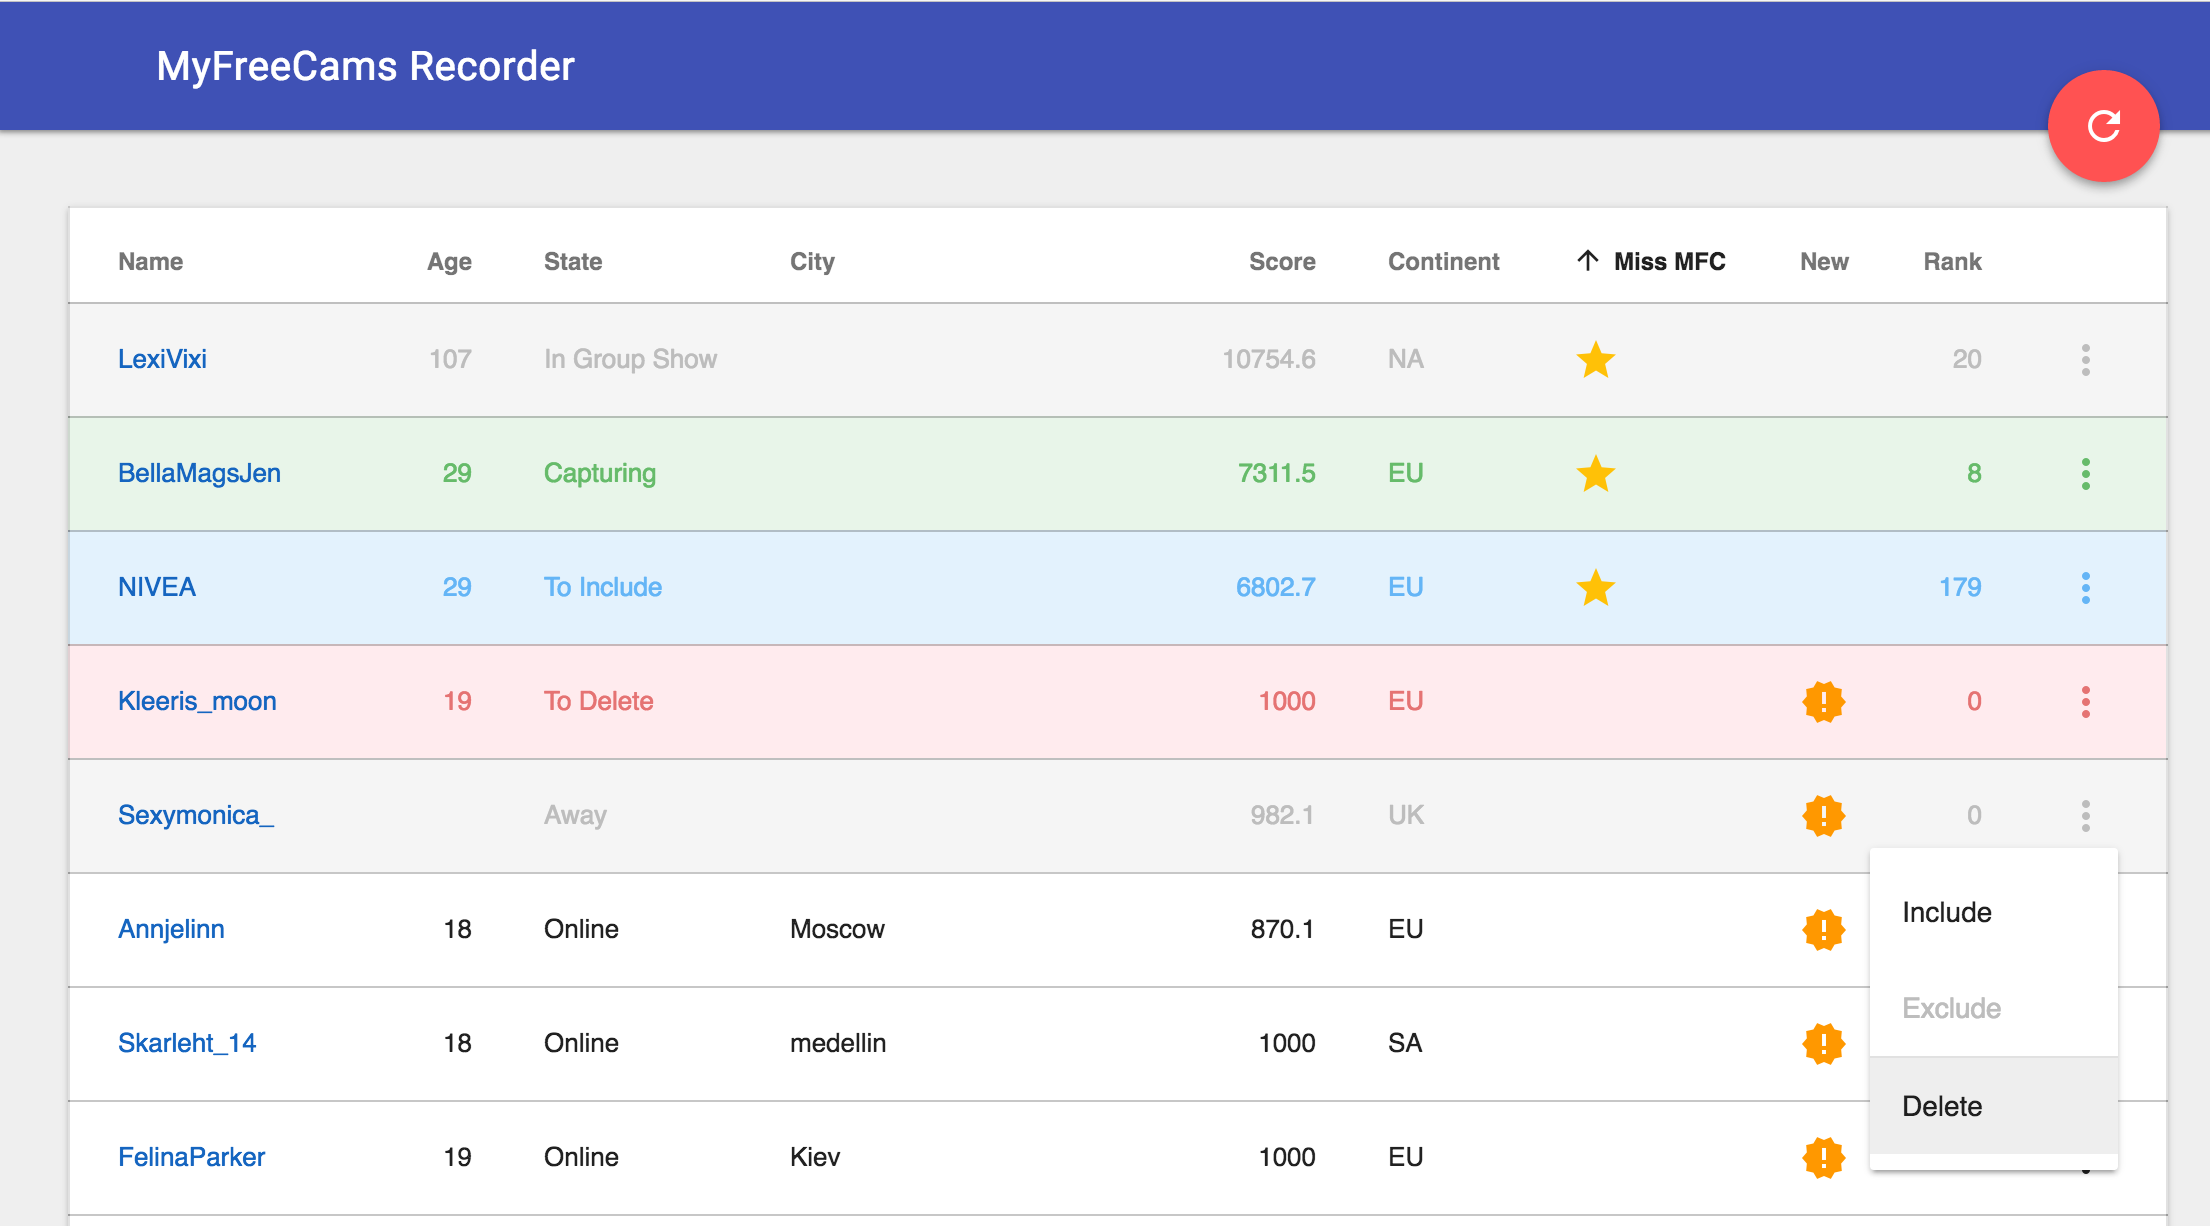 MyFreeCams Recorder
Name Age State City Score Continent Miss MFC New Rank
LexiVixi 107 In Group Show 10754.6 NA 20
BellaMagsJen 29 Capturing 7311.5 EU 8
NIVEA 29 To Include 6802.7 EU 179
Kleeris_moon 19 To Delete 1000 EU 0
Sexymonica_ Away 982.1 UK 0
Annjelinn 18 Online Moscow 870.1 EU
Include
Exclude
Skarleht_14 18 Online medellin 1000 SA
Delete
FelinaParker 19 Online Kiev 1000 EU